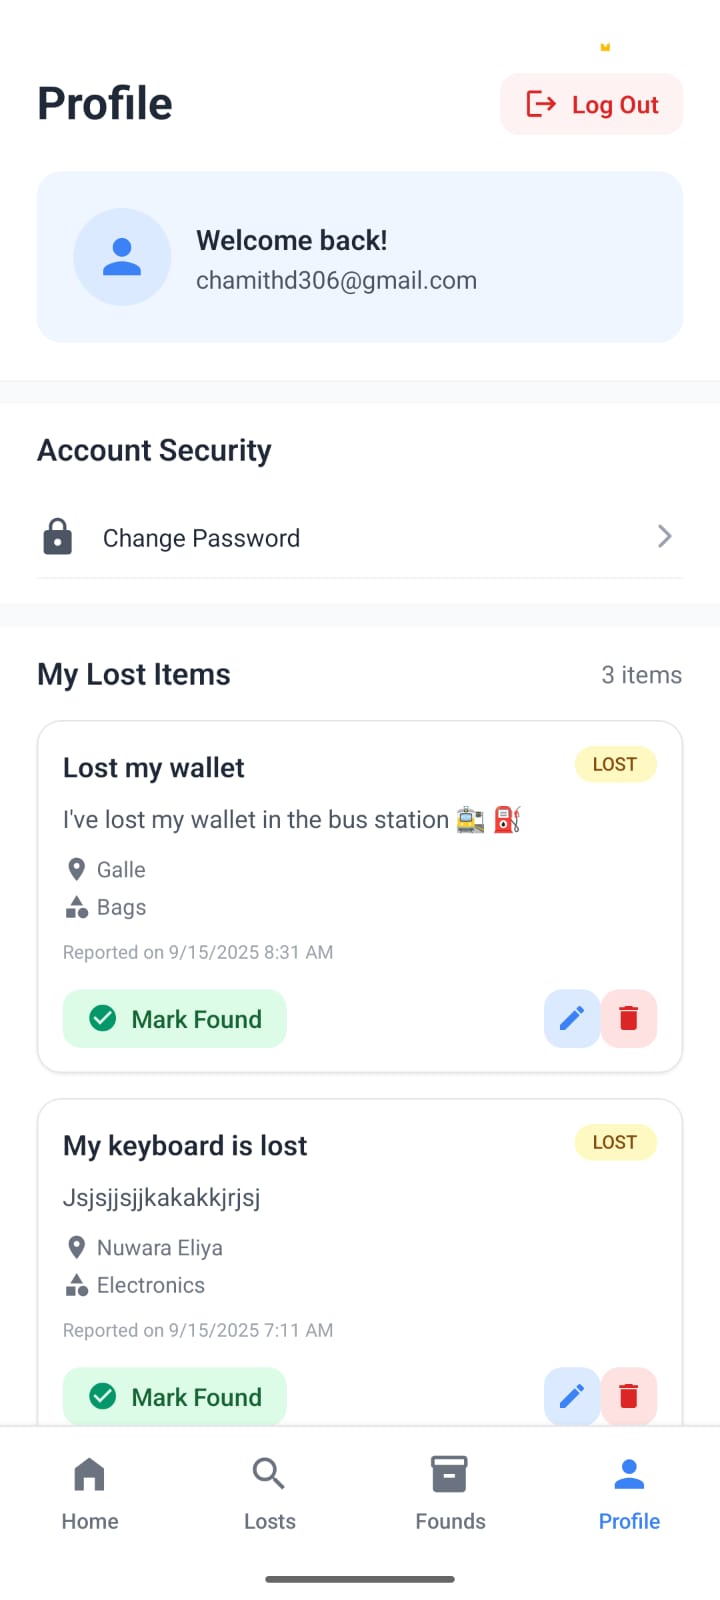 Profile
Log Out
Welcome back!
chamithd306@gmail.com
Account Security
Change Password
My Lost Items
3 items
Lost my wallet
LOST
I've lost my wallet in the bus station 🚉 ⛽
Galle
Bags
Reported on 9/15/2025 8:31 AM
Mark Found
My keyboard is lost
LOST
Jsjsjjsjjkakakkjrjsj
Nuwara Eliya
Electronics
Reported on 9/15/2025 7:11 AM
Mark Found
Home
Losts
Founds
Profile